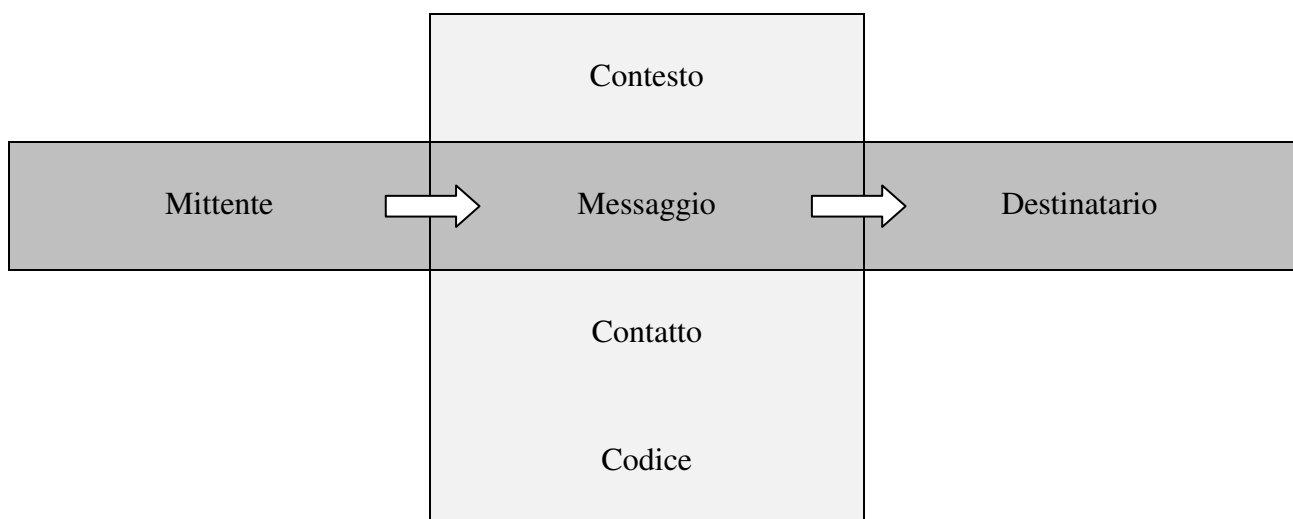 Contesto
Mittente Messaggio Destinatario
Contatto
Codice